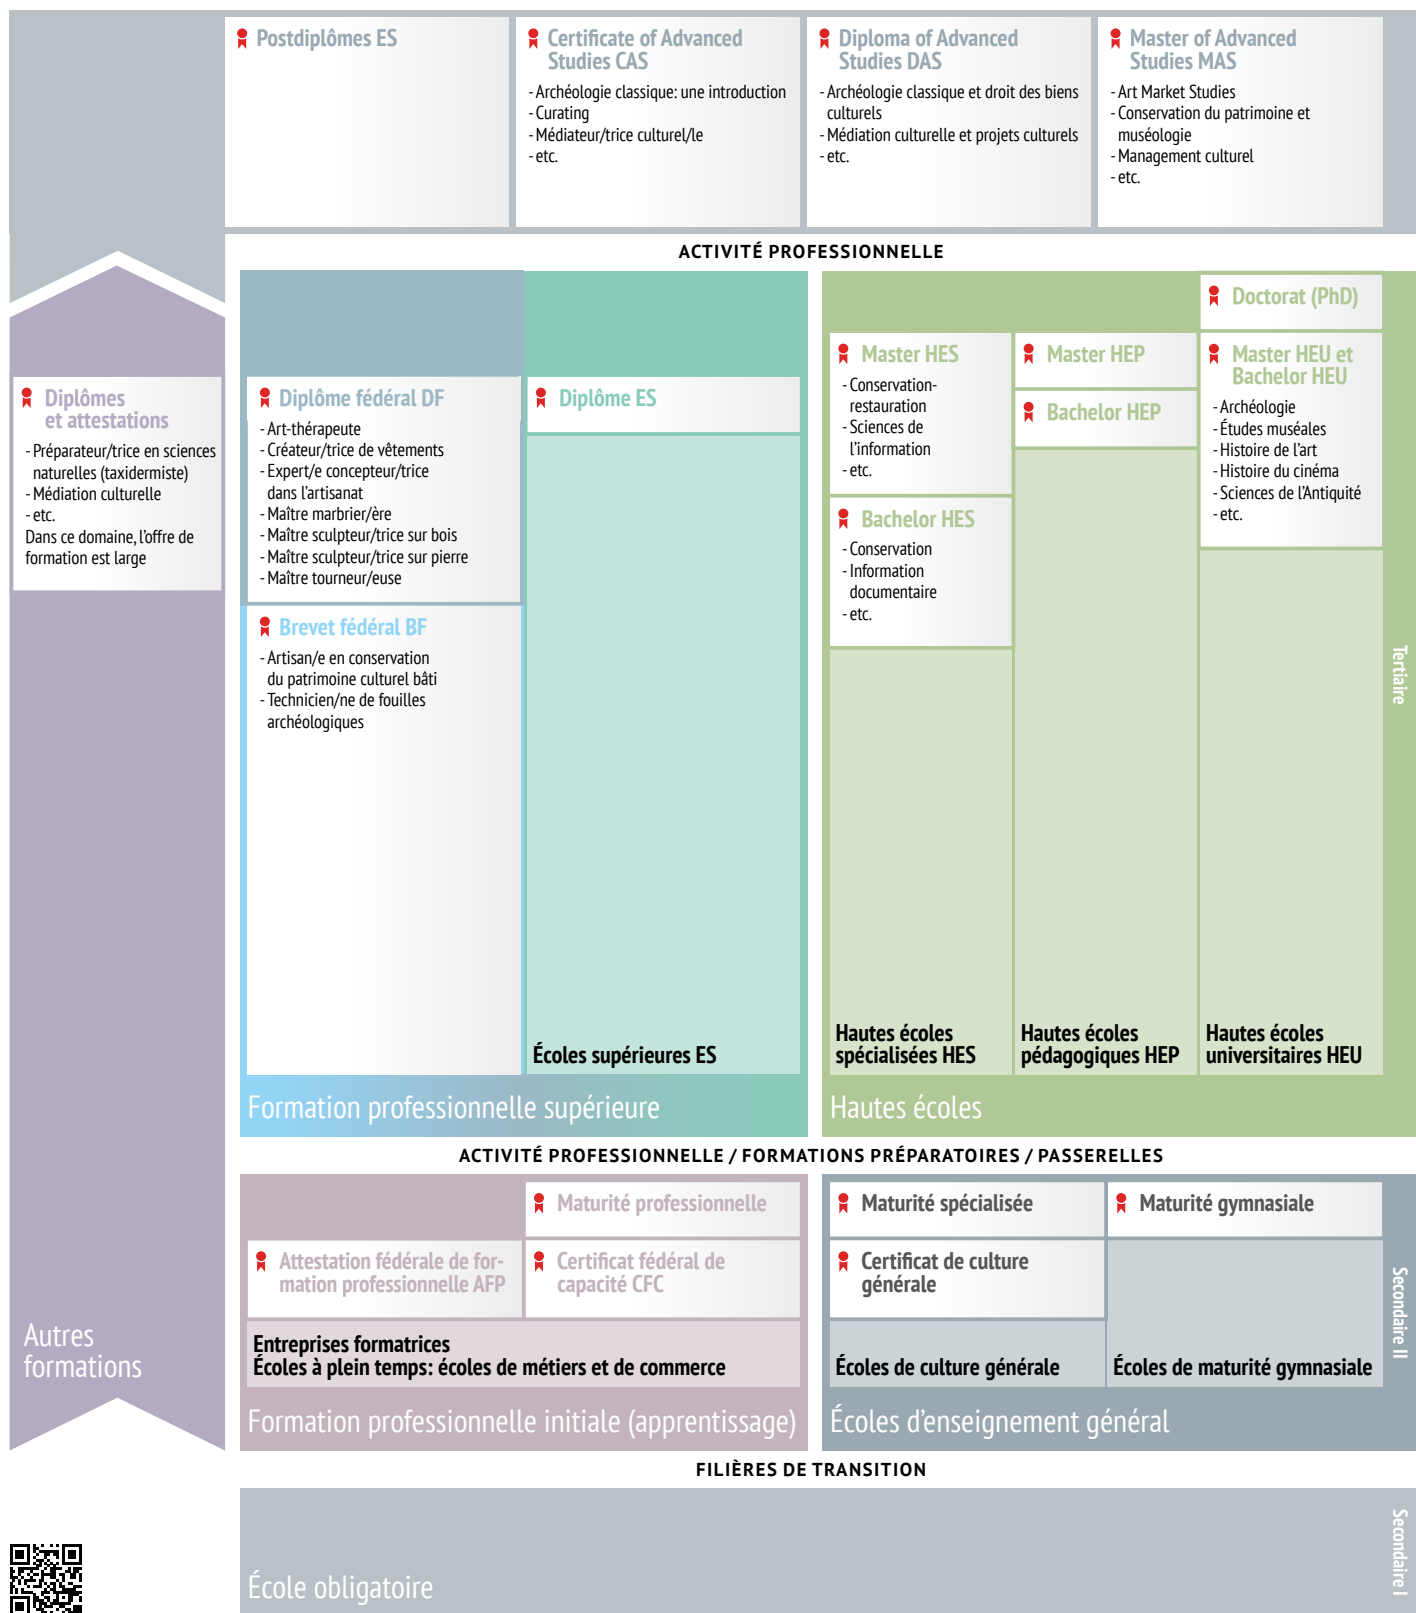 Postdiplômes ES
Certificate of Advanced
Studies CAS
- Archéologie classique: une introduction
- Curating
- Médiateur/trice culturel/le
- etc.
Diploma of Advanced
Studies DAS
- Archéologie classique et droit des biens
culturels
- Médiation culturelle et projets culturels
- etc.
Master of Advanced
Studies MAS
- Art Market Studies
- Conservation du patrimoine et
muséologie
- Management culturel
- etc.
ACTIVITÉ PROFESSIONNELLE
Diplômes
et attestations
- Préparateur/trice en sciences
naturelles (taxidermiste)
- Médiation culturelle
- etc.
Dans ce domaine, l'offre de
formation est large
Autres
formations
Diplôme fédéral DF
- Art-thérapeute
- Créateur/trice de vêtements
- Expert/e concepteur/trice
dans l'artisanat
- Maître marbrier/ère
- Maître sculpteur/trice sur bois
- Maître sculpteur/trice sur pierre
- Maître tourneur/euse
Brevet fédéral BF
- Artisan/e en conservation
du patrimoine culturel bâti
- Technicien/ne de fouilles
archéologiques
Diplôme ES
Écoles supérieures ES
Formation professionnelle supérieure
Master HES
- Conservation-
restauration
- Sciences de
l'information
- etc.
Bachelor HES
- Conservation
- Information
documentaire
- etc.
Hautes écoles
spécialisées HES
Master HEP
Bachelor HEP
Hautes écoles
pédagogiques HEP
Doctorat (PhD)
Master HEU et
Bachelor HEU
- Archéologie
- Études muséales
- Histoire de l'art
- Histoire du cinéma
- Sciences de l'Antiquité
- etc.
Hautes écoles
universitaires HEU
Hautes écoles
Tertiaire
ACTIVITÉ PROFESSIONNELLE / FORMATIONS PRÉPARATOIRES / PASSERELLES
Maturité professionnelle
Attestation fédérale de for-
mation professionnelle AFP
Certificat fédéral de
capacité CFC
Entreprises formatrices
Écoles à plein temps: écoles de métiers et de commerce
Formation professionnelle initiale (apprentissage)
Maturité spécialisée
Certificat de culture
générale
Écoles de culture générale
Maturité gymnasiale
Écoles de maturité gymnasiale
Écoles d'enseignement général
Secondaire II
FILIÈRES DE TRANSITION
École obligatoire
Secondaire I